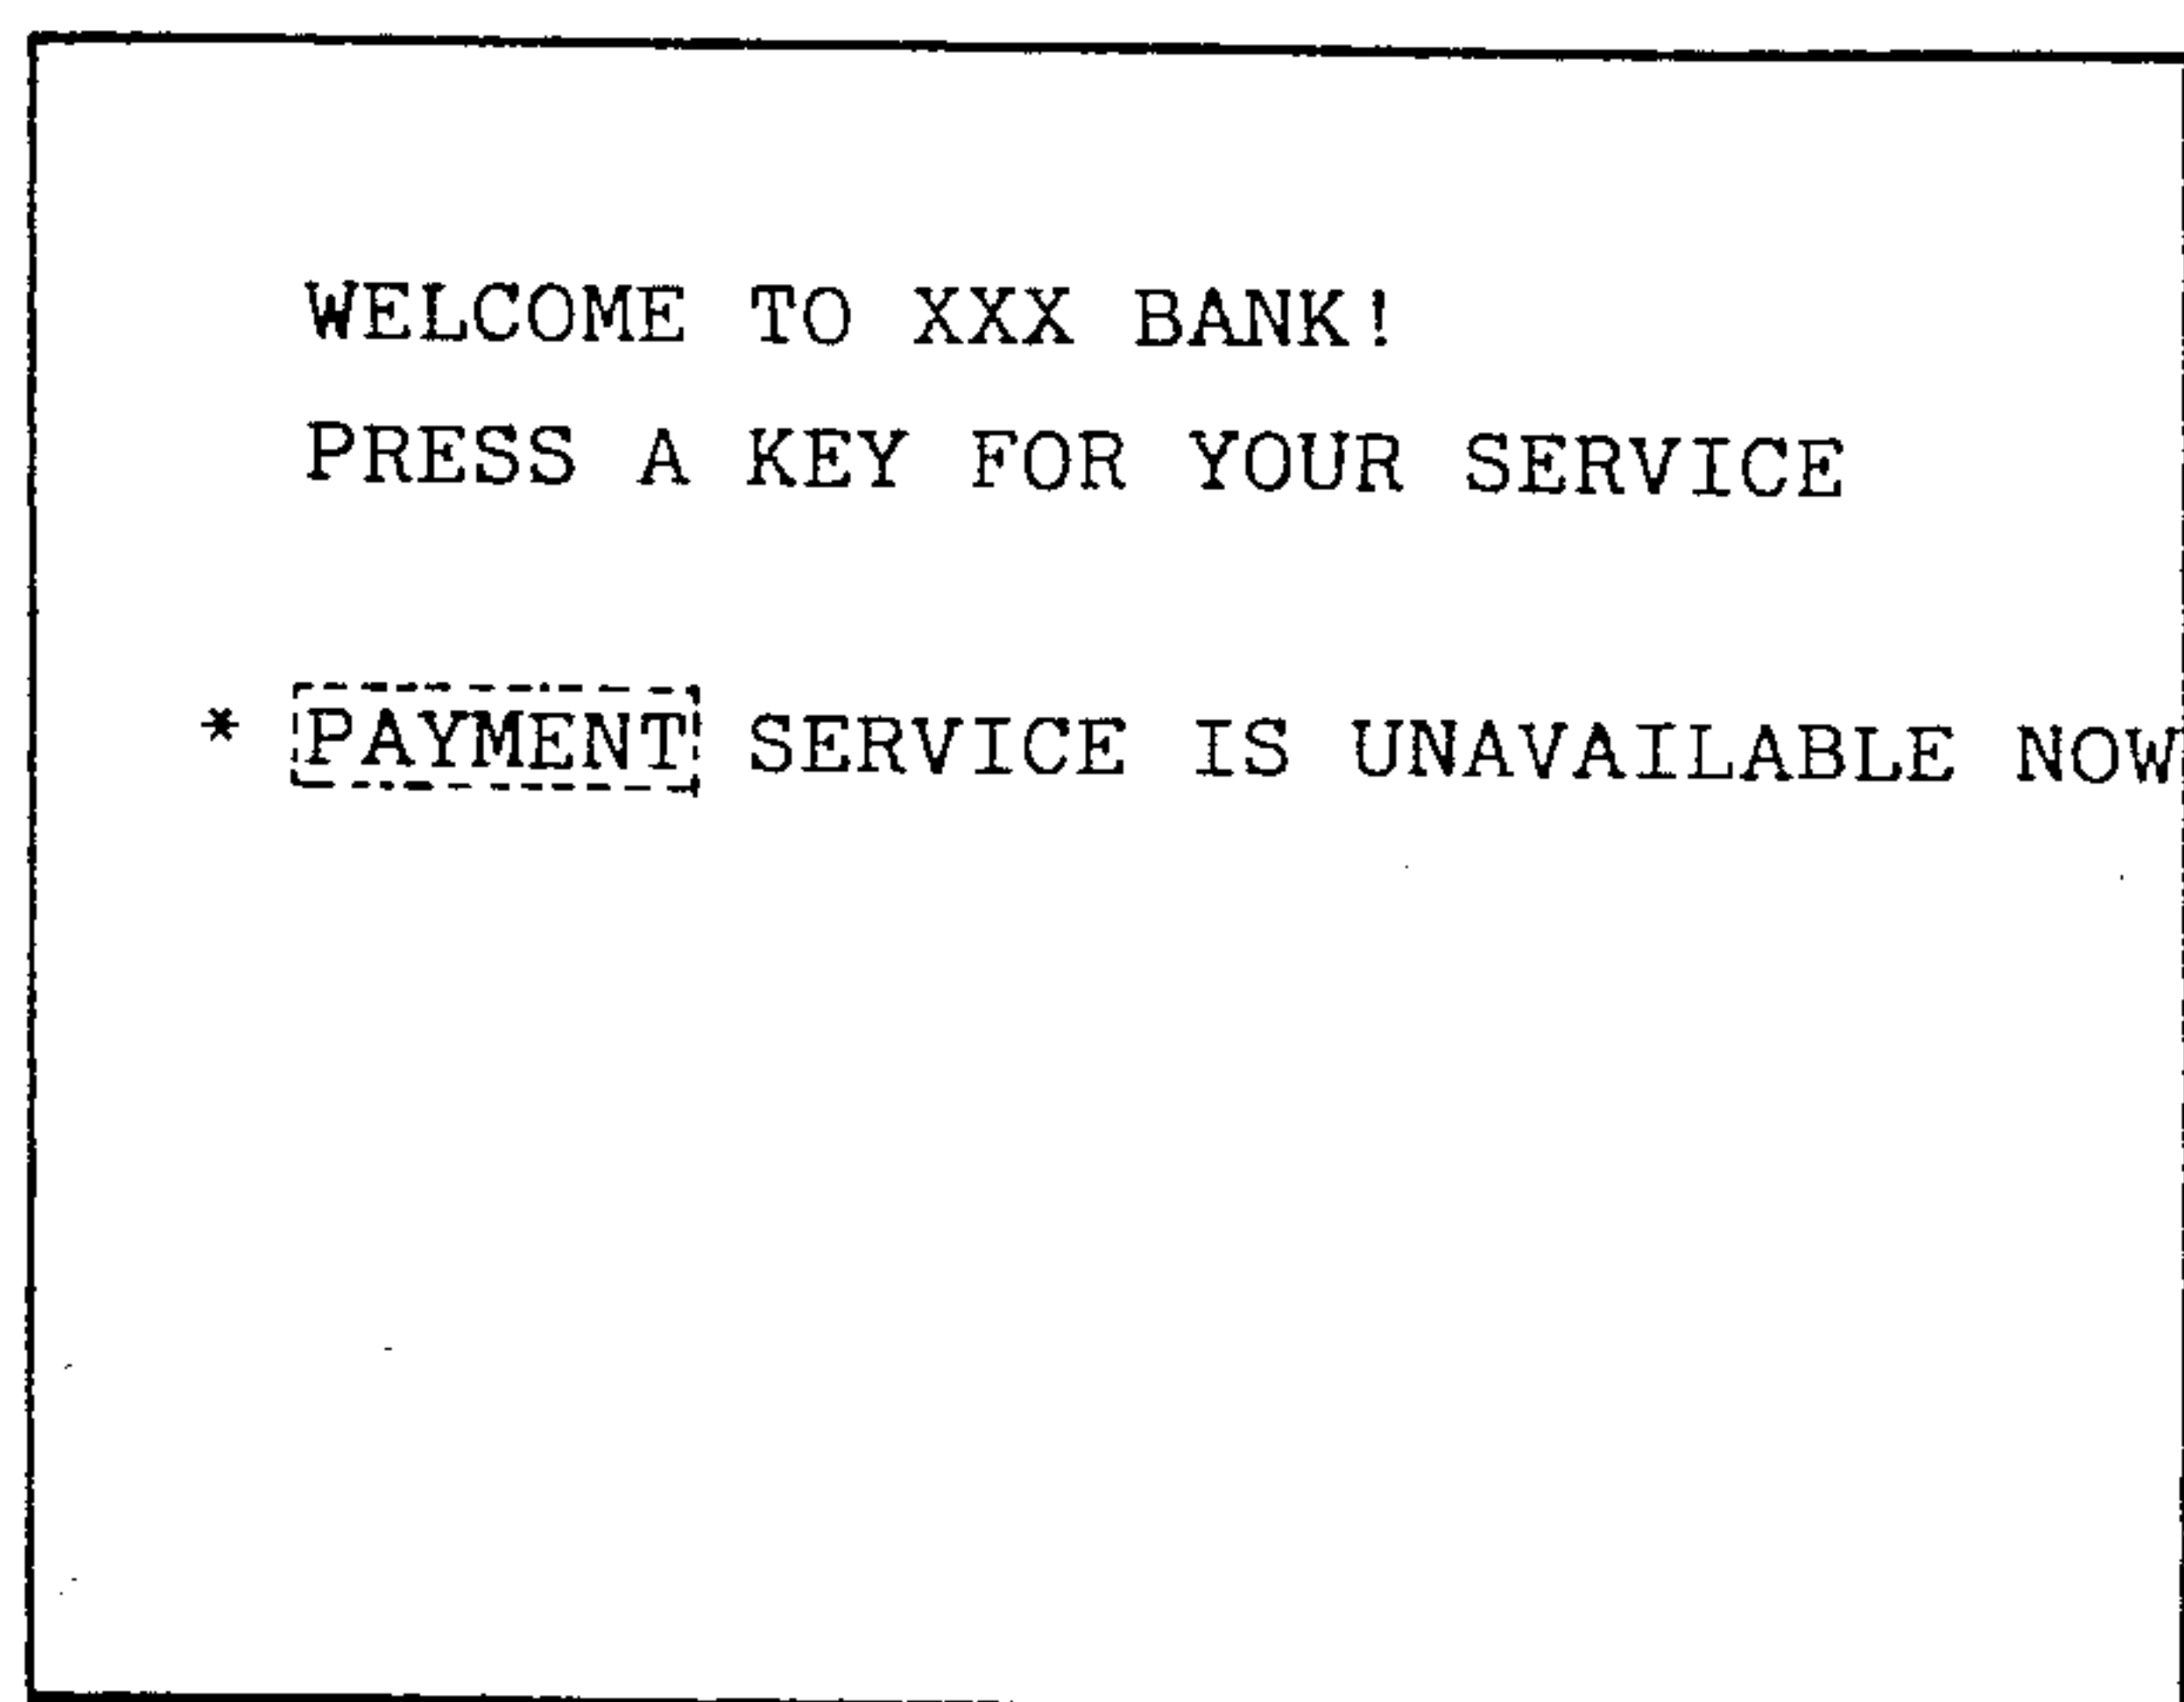 WELCOME TO XXX BANK!
PRESS A KEY FOR YOUR SERVICE
* PAYMENT SERVICE IS UNAVAILABLE NOW